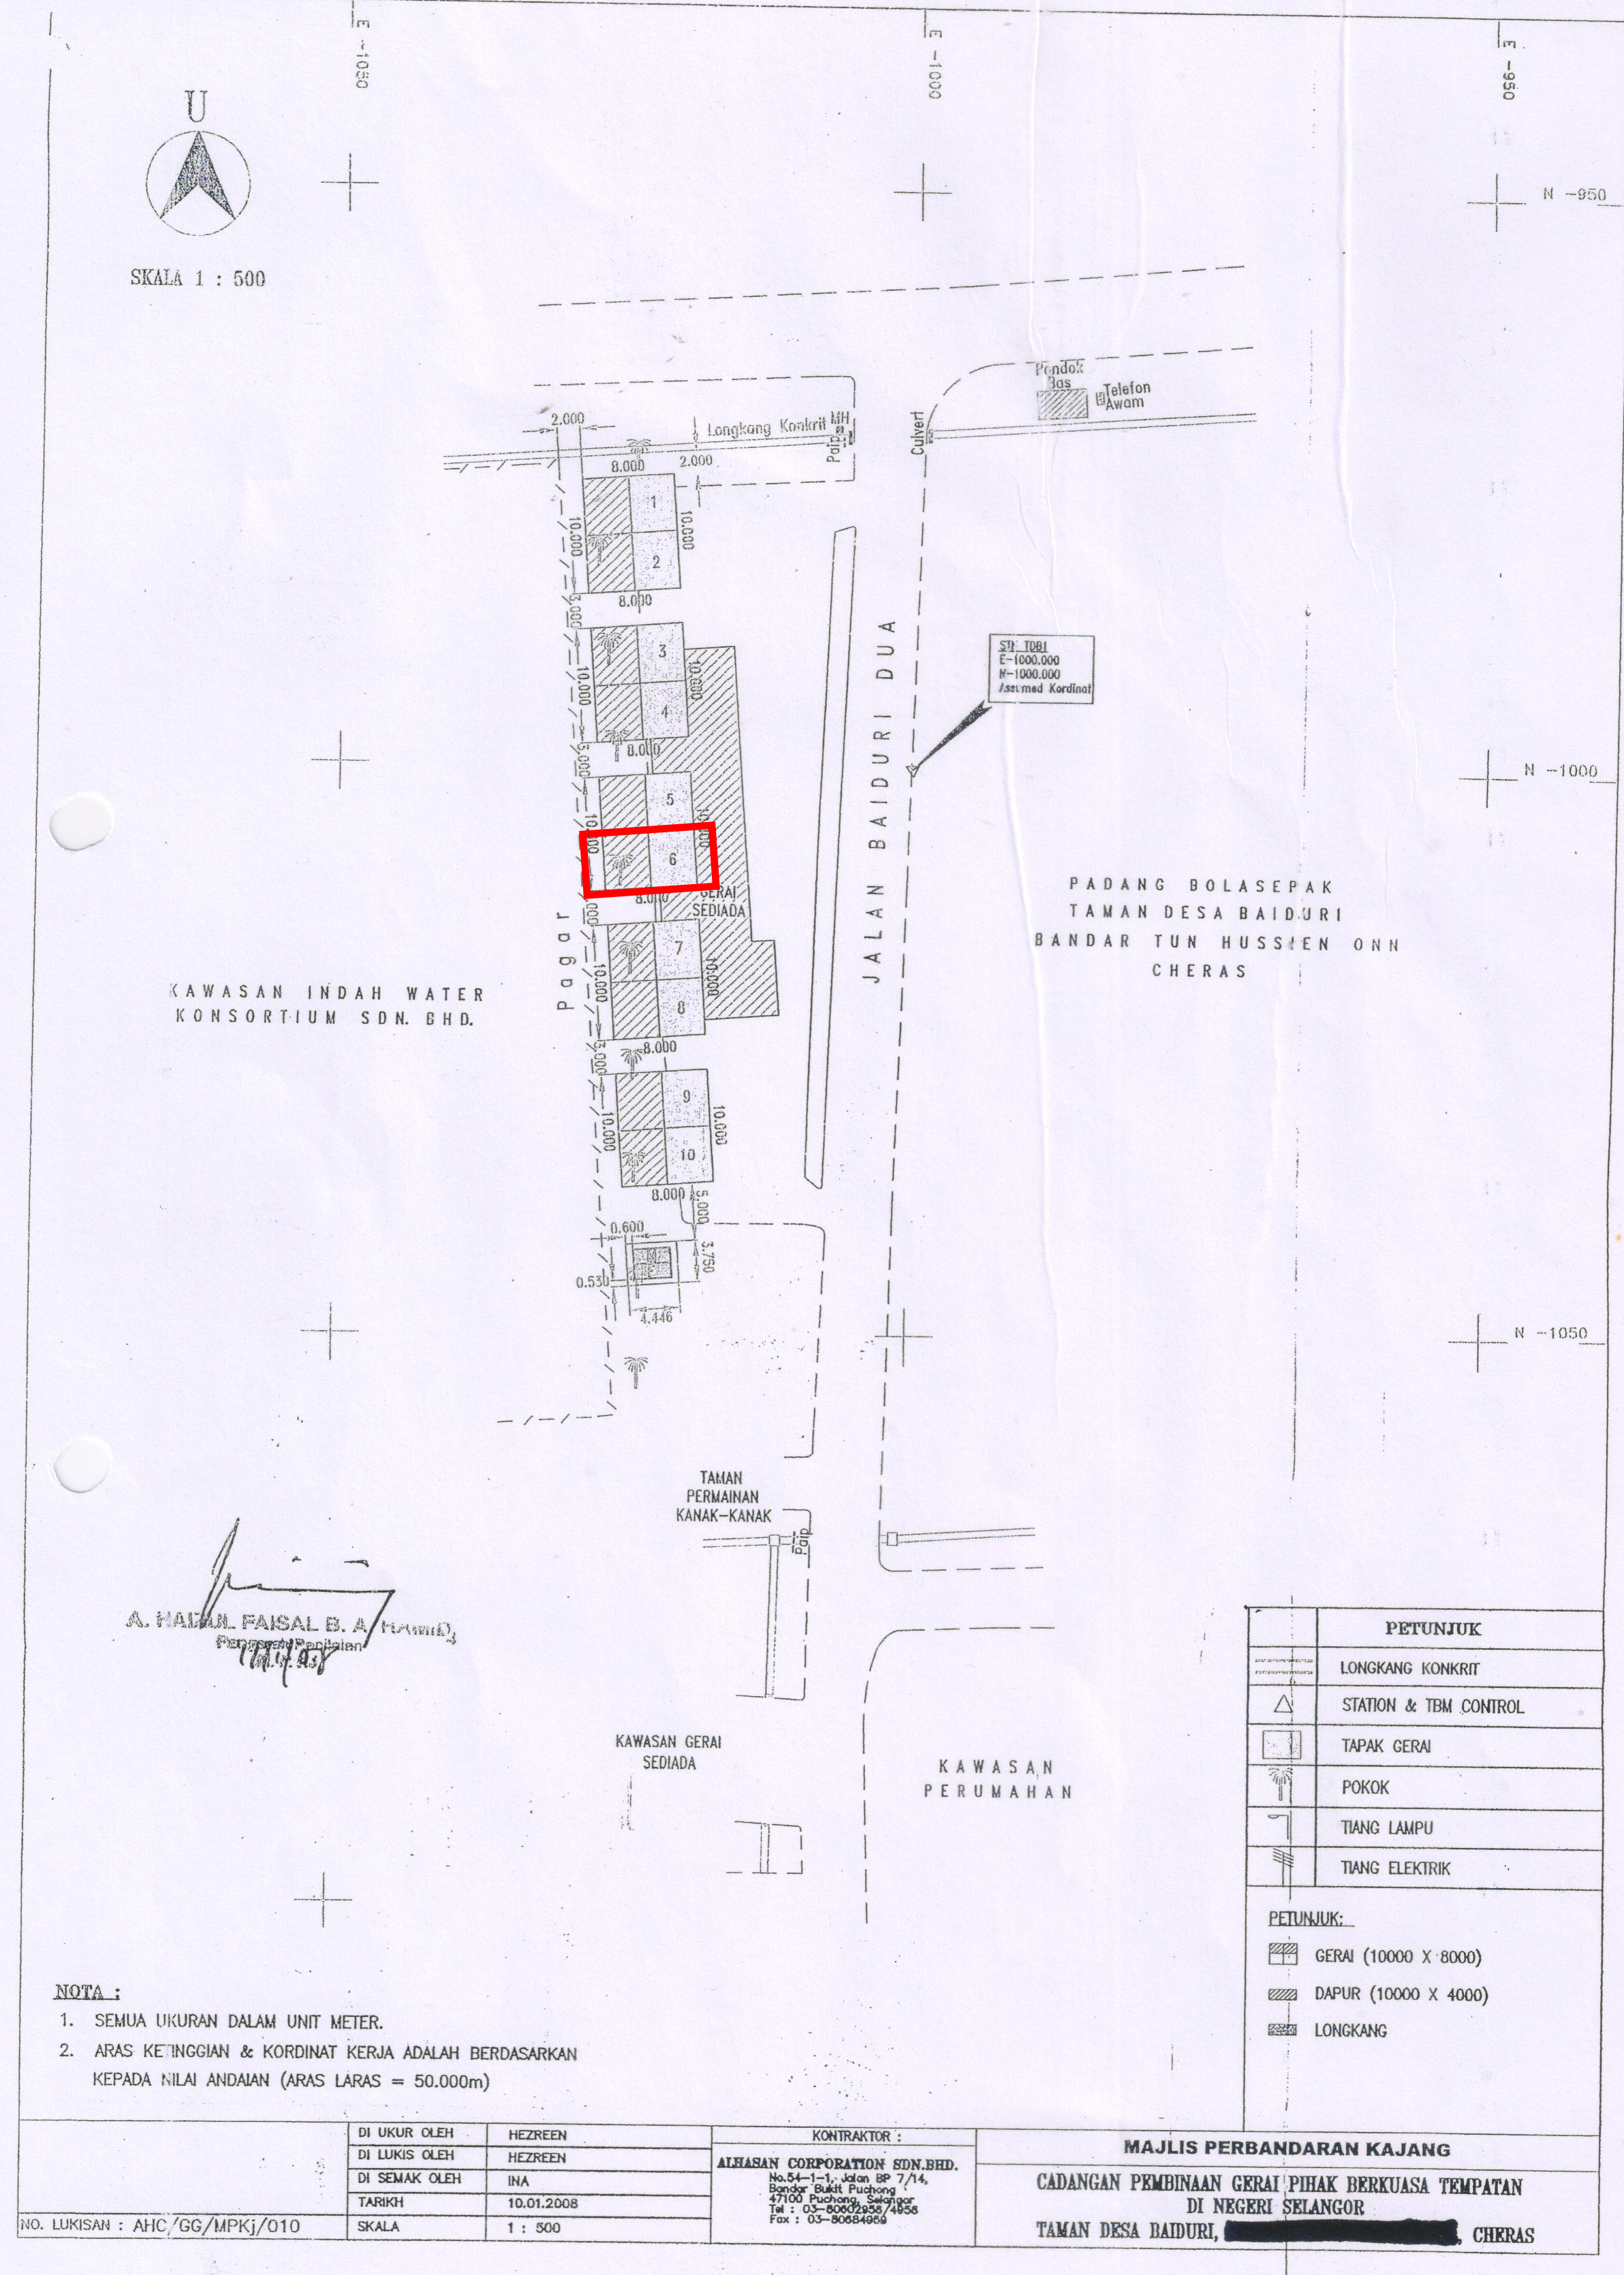 E -1050
E -1000
E -950
U
N -950
SKALA 1 : 500
Pondok
Bas
Telefon
Awam
2.000
Longkang Konkrit MH
Paip
Culvert
8.000
2.000
1
10.000
10.000
2
8.000
3.000
3
10.000
10.000
4
8.000
3.000
STN TDB1
E-1000.000
N-1000.000
Assumed Kordinat
N -1000
5
10.000
10.000
6
8.000
GERAI
SEDIADA
3.000
JALAN BAIDURI DUA
PADANG BOLASEPAK
TAMAN DESA BAIDURI
BANDAR TUN HUSSIEN ONN
CHERAS
Pagar
7
10.000
10.000
8
8.000
3.000
KAWASAN INDAH WATER
KONSORTIUM SDN. BHD.
9
10.000
10.000
10
8.000
5.000
0.600
3.750
0.530
4.446
N -1050
TAMAN
PERMAINAN
KANAK-KANAK
Paip
KAWASAN GERAI
SEDIADA
KAWASAN
PERUMAHAN
FAISAL B. A. HAMID
PETUNJUK
LONGKANG KONKRIT
STATION & TBM CONTROL
TAPAK GERAI
POKOK
TIANG LAMPU
TIANG ELEKTRIK
PETUNJUK:
GERAI (10000 X 8000)
DAPUR (10000 X 4000)
LONGKANG
NOTA :
1. SEMUA UKURAN DALAM UNIT METER.
2. ARAS KETINGGIAN & KORDINAT KERJA ADALAH BERDASARKAN
KEPADA NILAI ANDAIAN (ARAS LARAS = 50.000m)
NO. LUKISAN : AHC/GG/MPKj/010
DI UKUR OLEH HEZREEN
DI LUKIS OLEH HEZREEN
DI SEMAK OLEH INA
TARIKH 10.01.2008
SKALA 1 : 500
KONTRAKTOR :
ALHASAN CORPORATION SDN.BHD.
No.54-1-1, Jalan BP 7/14,
Bandar Bukit Puchong
47100 Puchong, Selangor
Tel : 03-80602958/4958
Fax : 03-80684959
MAJLIS PERBANDARAN KAJANG
CADANGAN PEMBINAAN GERAI PIHAK BERKUASA TEMPATAN
DI NEGERI SELANGOR
TAMAN DESA BAIDURI, , CHERAS